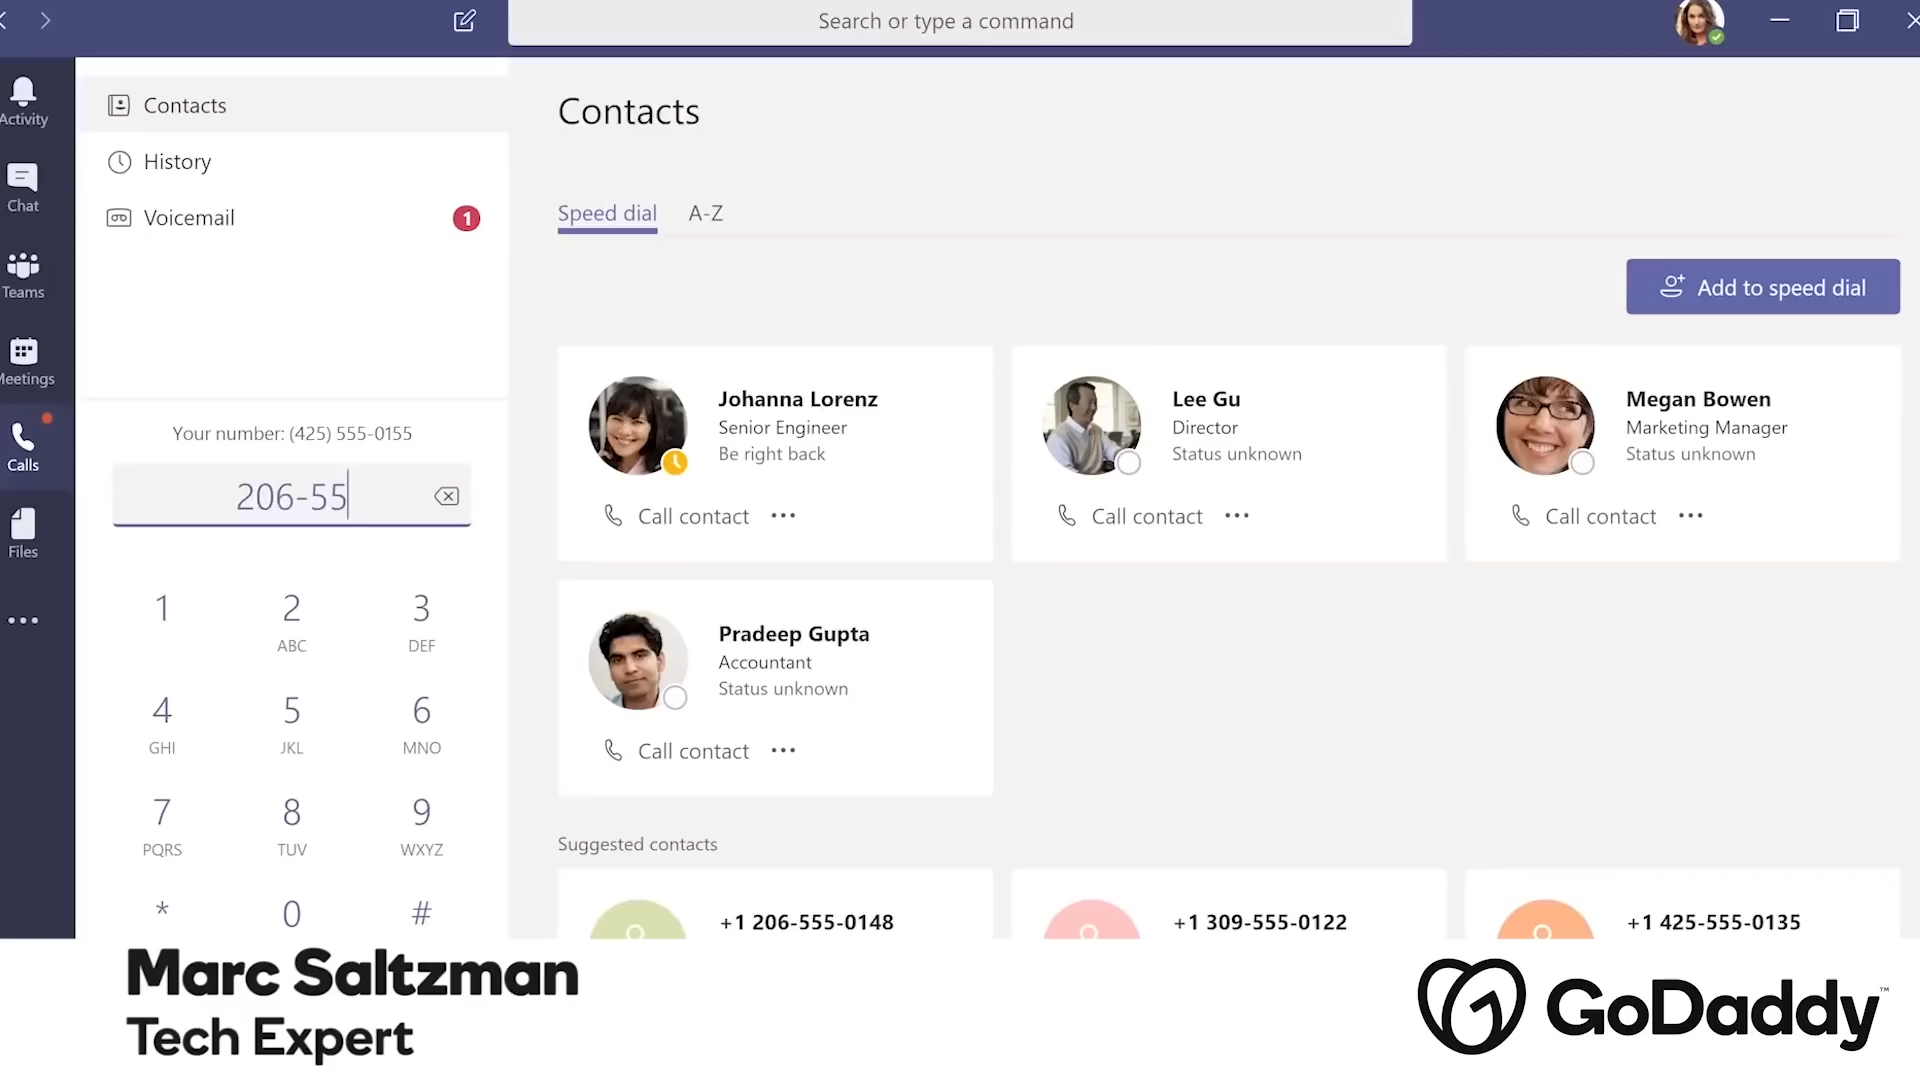 Search or type a command
Activity
Chat
Teams
Meetings
Calls
Files
Contacts
History
Voicemail 1
Your number: (425) 555-0155
206-55
1 2 3
ABC DEF
4 5 6
GHI JKL MNO
7 8 9
PQRS TUV WXYZ
* 0 #
Contacts
Speed dial A-Z
Add to speed dial
Johanna Lorenz
Senior Engineer
Be right back
Call contact
Lee Gu
Director
Status unknown
Call contact
Megan Bowen
Marketing Manager
Status unknown
Call contact
Pradeep Gupta
Accountant
Status unknown
Call contact
Suggested contacts
+1 206-555-0148
+1 309-555-0122
+1 425-555-0135
Marc Saltzman
Tech Expert
GoDaddy™